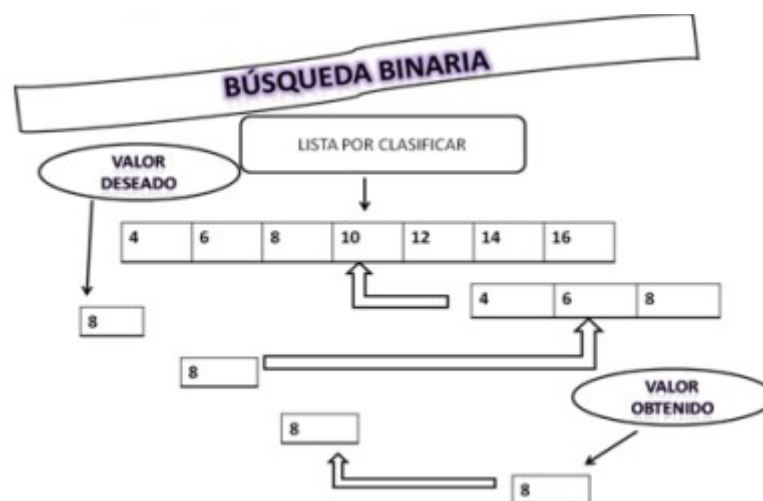 BÚSQUEDA BINARIA
LISTA POR CLASIFICAR
VALOR
DESEADO
4 6 8 10 12 14 16
4 6 8
8
8
VALOR
OBTENIDO
8
8